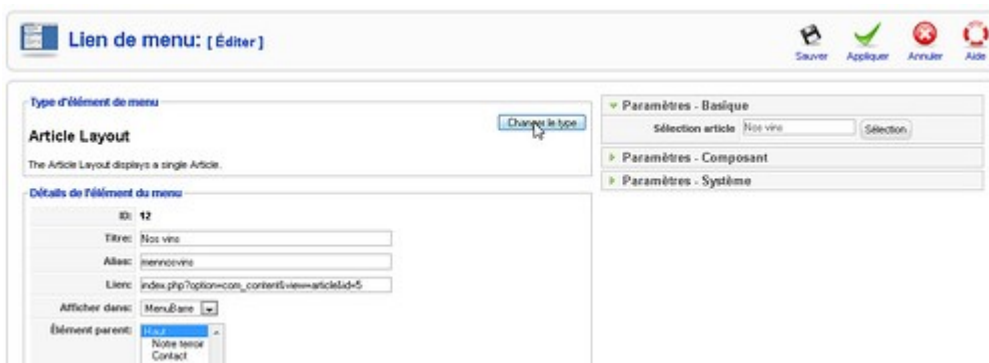 Lien de menu: [ Éditer ]
Sauver Appliquer Annuler Aide
Type d'élément de menu
Changer le type
Article Layout
The Article Layout displays a single Article.
Détails de l'élément du menu
ID: 12
Titre: Nos vins
Alias: mennosvins
Lien: index.php?option=com_content&view=article&id=5
Afficher dans: MenuBarre
Élément parent: Haut
Notre terroir
Contact
Paramètres - Basique
Sélection article Nos vins Sélection
Paramètres - Composant
Paramètres - Système